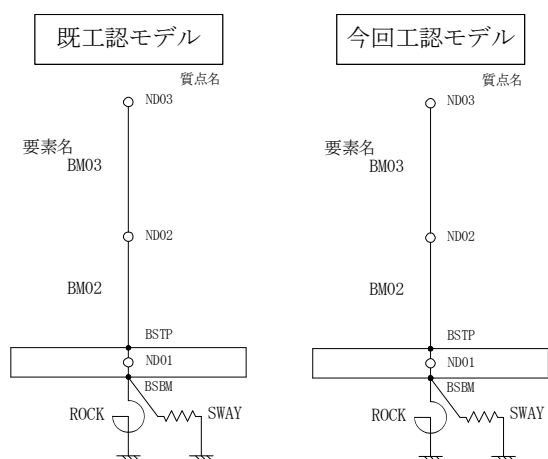 既工認モデル
質点名
ND03
要素名
BM03
ND02
BM02
BSTP
ND01
BSBM
ROCK
SWAY
今回工認モデル
質点名
ND03
要素名
BM03
ND02
BM02
BSTP
ND01
BSBM
ROCK
SWAY